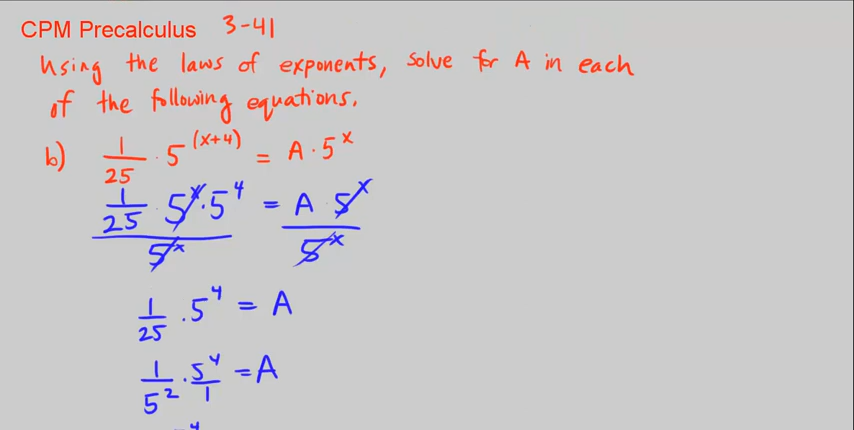 CPM Precalculus 3-41
Using the laws of exponents, solve for A in each
of the following equations.
b) 1/25 · 5^(x+4) = A · 5^x
(1/25 · 5^x · 5^4)/5^x = (A · 5^x)/5^x
1/25 · 5^4 = A
1/5^2 · 5^4/1 = A